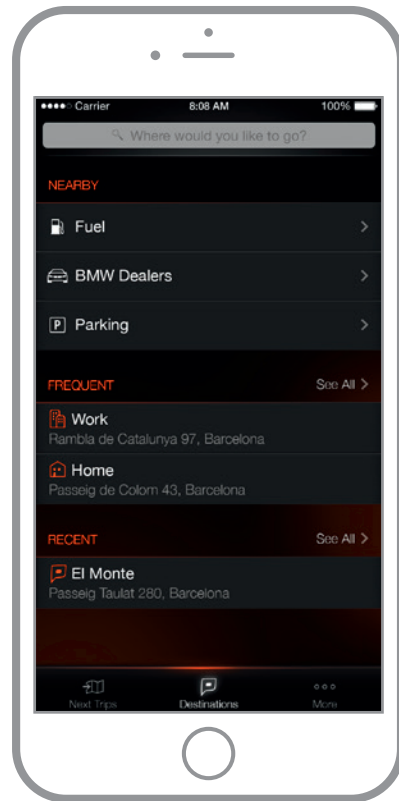 Carrier 8:08 AM 100%
Where would you like to go?
NEARBY
Fuel
BMW Dealers
P Parking
FREQUENT See All
Work
Rambla de Catalunya 97, Barcelona
Home
Passeig de Colom 43, Barcelona
RECENT See All
El Monte
Passeig Taulat 280, Barcelona
Next Trips Destinations More